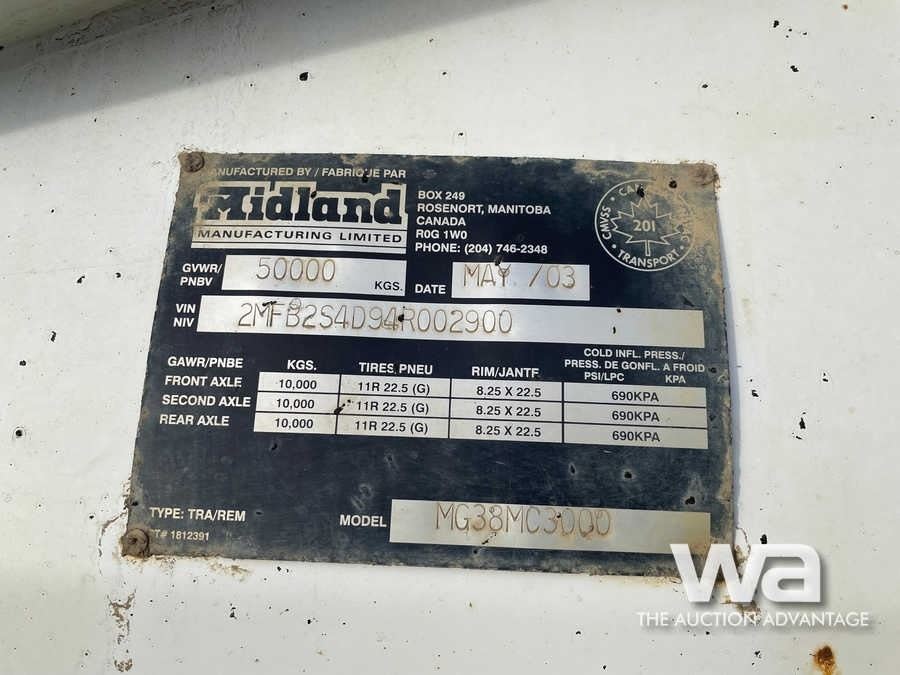 MANUFACTURED BY / FABRIQUÉ PAR
Midland
MANUFACTURING LIMITED
BOX 249
ROSENORT, MANITOBA
CANADA
R0G 1W0
PHONE: (204) 746-2348
CANADA
CMVSS 201 NSVAC
TRANSPORT
GVWR/
PNBV
50000 KGS.
DATE MAY /03
VIN
NIV
2MFB2S4D94R002900
GAWR/PNBE KGS. TIRES, PNEU RIM/JANTE COLD INFL. PRESS./
PRESS. DE GONFL. A FROID
PSI/LPC KPA
FRONT AXLE 10,000 11R 22.5 (G) 8.25 X 22.5 690KPA
SECOND AXLE 10,000 11R 22.5 (G) 8.25 X 22.5 690KPA
REAR AXLE 10,000 11R 22.5 (G) 8.25 X 22.5 690KPA
TYPE: TRA/REM
MODEL MG38MC3000
# 1812391
wa
THE AUCTION ADVANTAGE